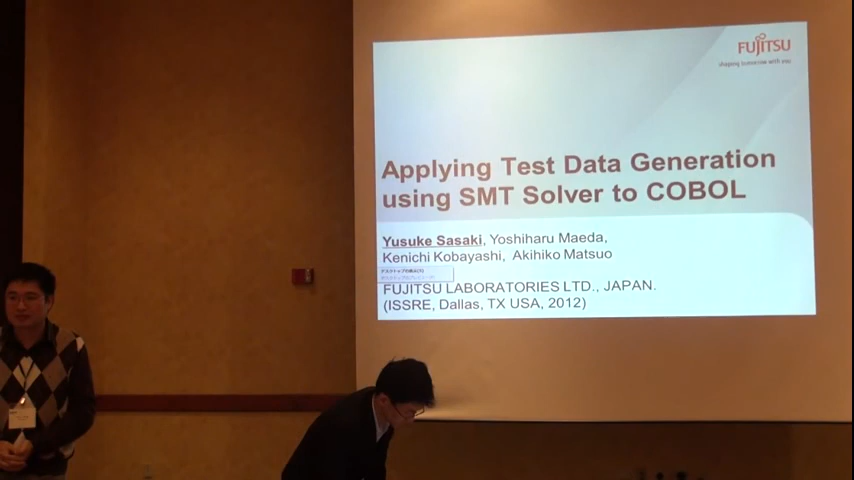 FUJITSU
shaping tomorrow with you
Applying Test Data Generation
using SMT Solver to COBOL
Yusuke Sasaki, Yoshiharu Maeda,
Kenichi Kobayashi, Akihiko Matsuo
FUJITSU LABORATORIES LTD., JAPAN.
(ISSRE, Dallas, TX USA, 2012)